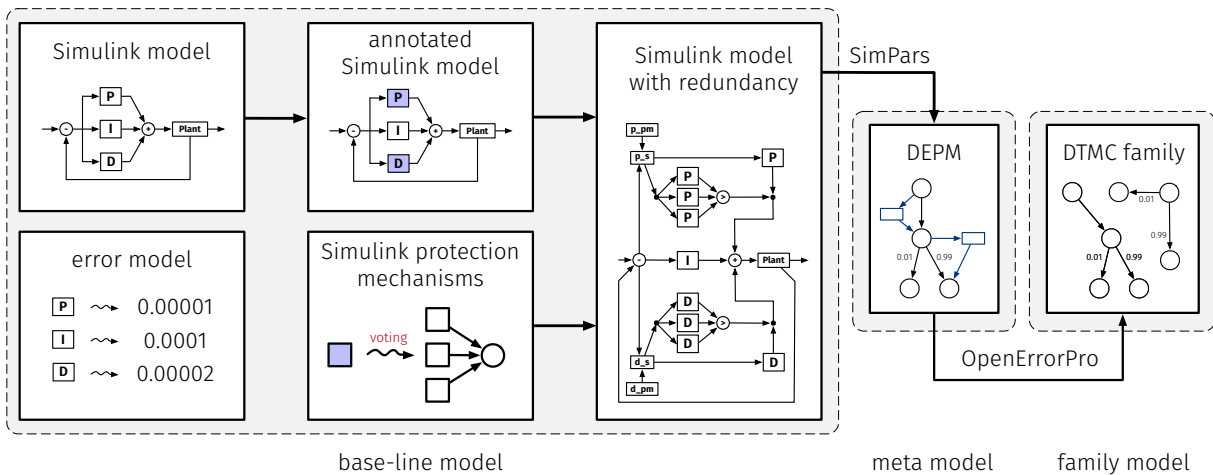 Simulink model
P
-
I
+
Plant
D
annotated
Simulink model
P
-
I
+
Plant
D
Simulink model
with redundancy
p_pm
p_s
P
P
P
>
P
-
I
+
Plant
D
D
>
D
d_s
D
d_pm
error model
P 0.00001
I 0.0001
D 0.00002
Simulink protection
mechanisms
voting
SimPars
DEPM
0.01
0.99
DTMC family
0.01
0.99
0.01
0.99
OpenErrorPro
base-line model
meta model
family model